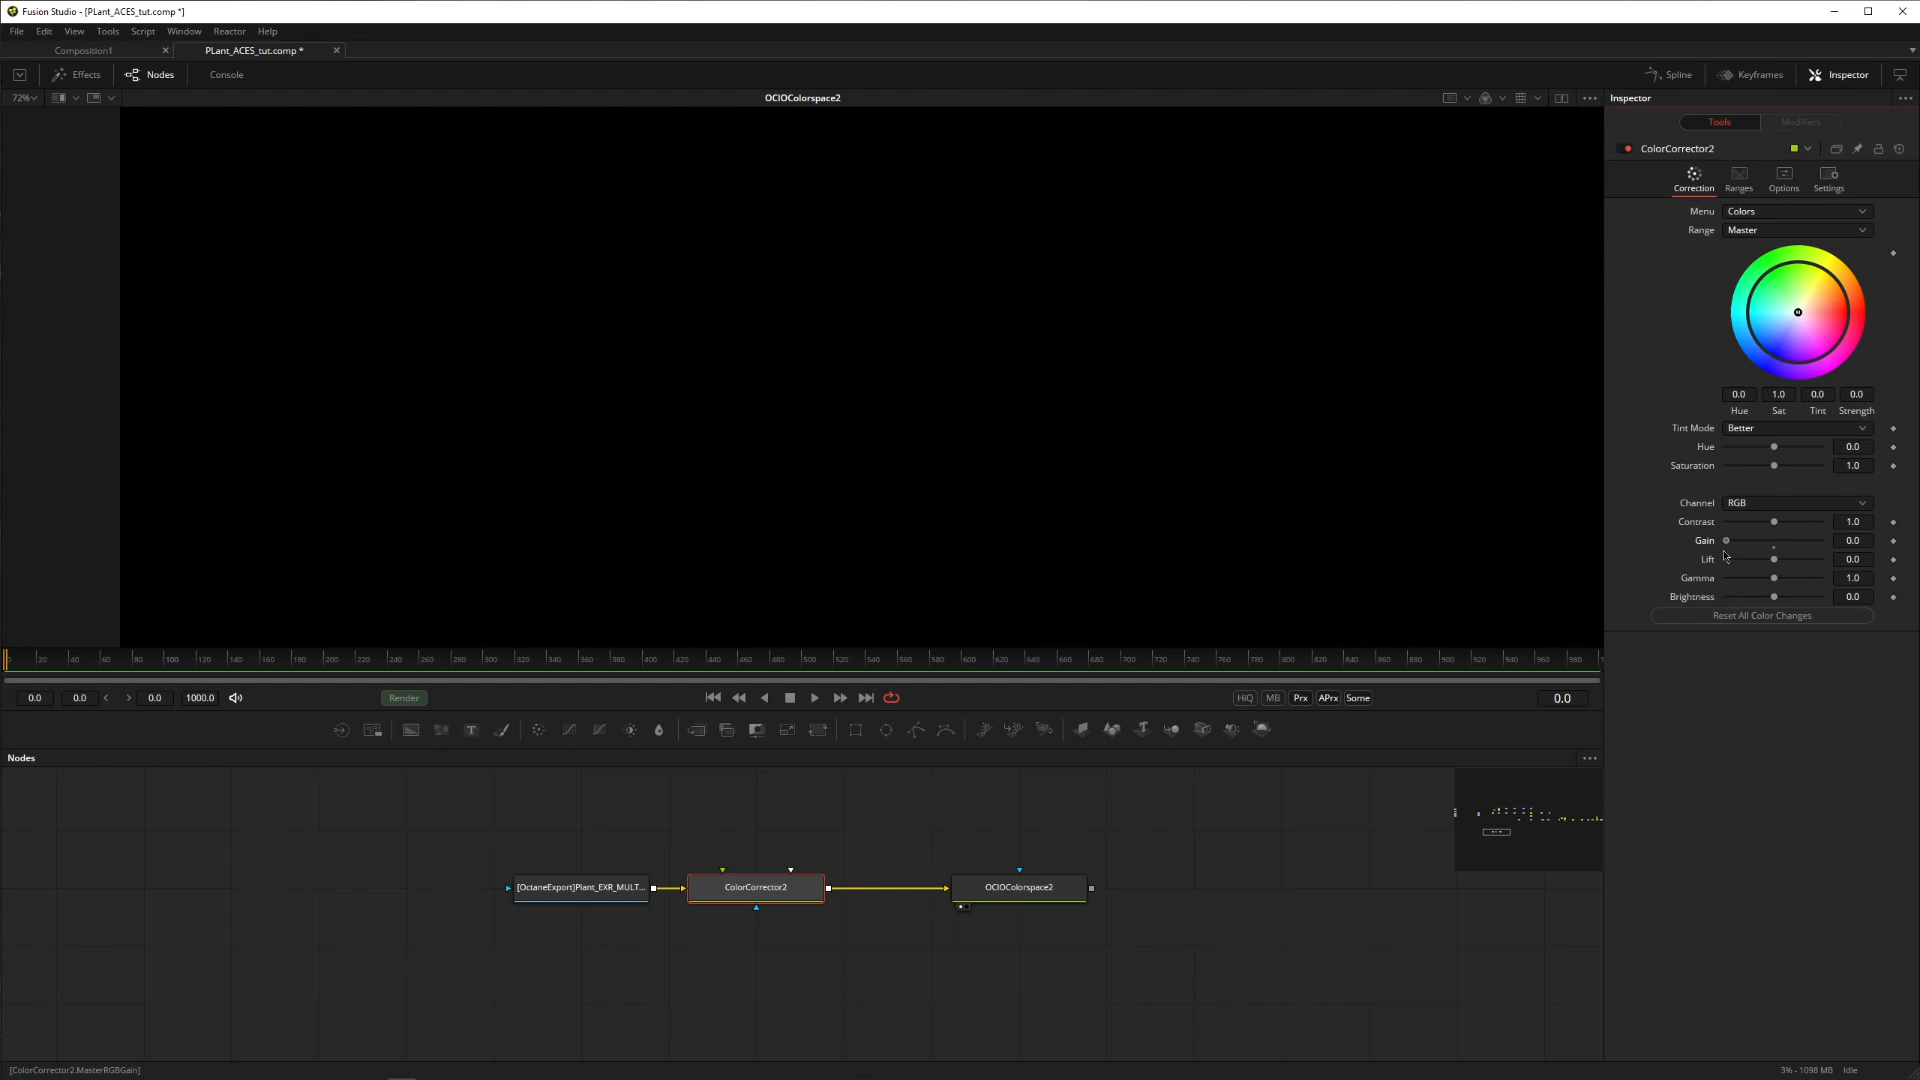 Fusion Studio - [PLant_ACES_tut.comp *]
File Edit View Tools Script Window Reactor Help
Composition1 PLant_ACES_tut.comp *
Effects Nodes Console Spline Keyframes Inspector
72% OCIOColorspace2 Inspector
Tools Modifiers
ColorCorrector2
Correction Ranges Options Settings
Menu Colors
Range Master
0.0 1.0 0.0 0.0
Hue Sat Tint Strength
Tint Mode Better
Hue 0.0
Saturation 1.0
Channel RGB
Contrast 1.0
Gain 0.0
Lift 0.0
Gamma 1.0
Brightness 0.0
Reset All Color Changes
20 40 60 80 100 120 140 160 180 200 220 240 260 280 300 320 340 360 380 400 420 440 460 480 500 520 540 560 580 600 620 640 660 680 700 720 740 760 780 800 820 840 860 880 900 920 940 960 980
0.0 0.0 0.0 1000.0 Render HiQ MB Prx APrx Some 0.0
Nodes
[OctaneExport]Plant_EXR_MULT... ColorCorrector2 OCIOColorspace2
[ColorCorrector2.MasterRGBGain] 3% - 1098 MB Idle